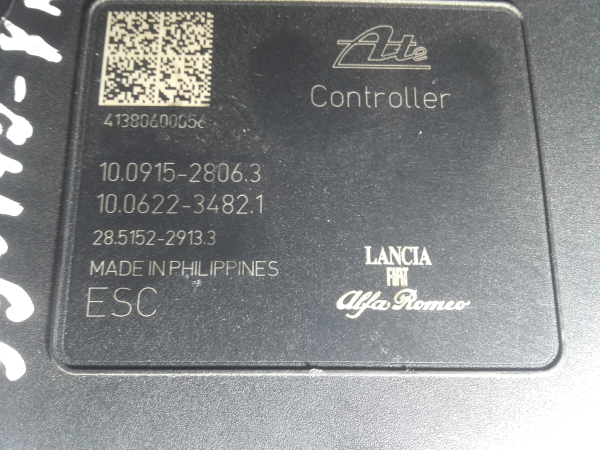 Ate
Controller
41380600056
10.0915-2806.3
10.0622-3482.1
28.5152-2913.3
MADE IN PHILIPPINES
ESC
LANCIA
FIAT
Alfa Romeo